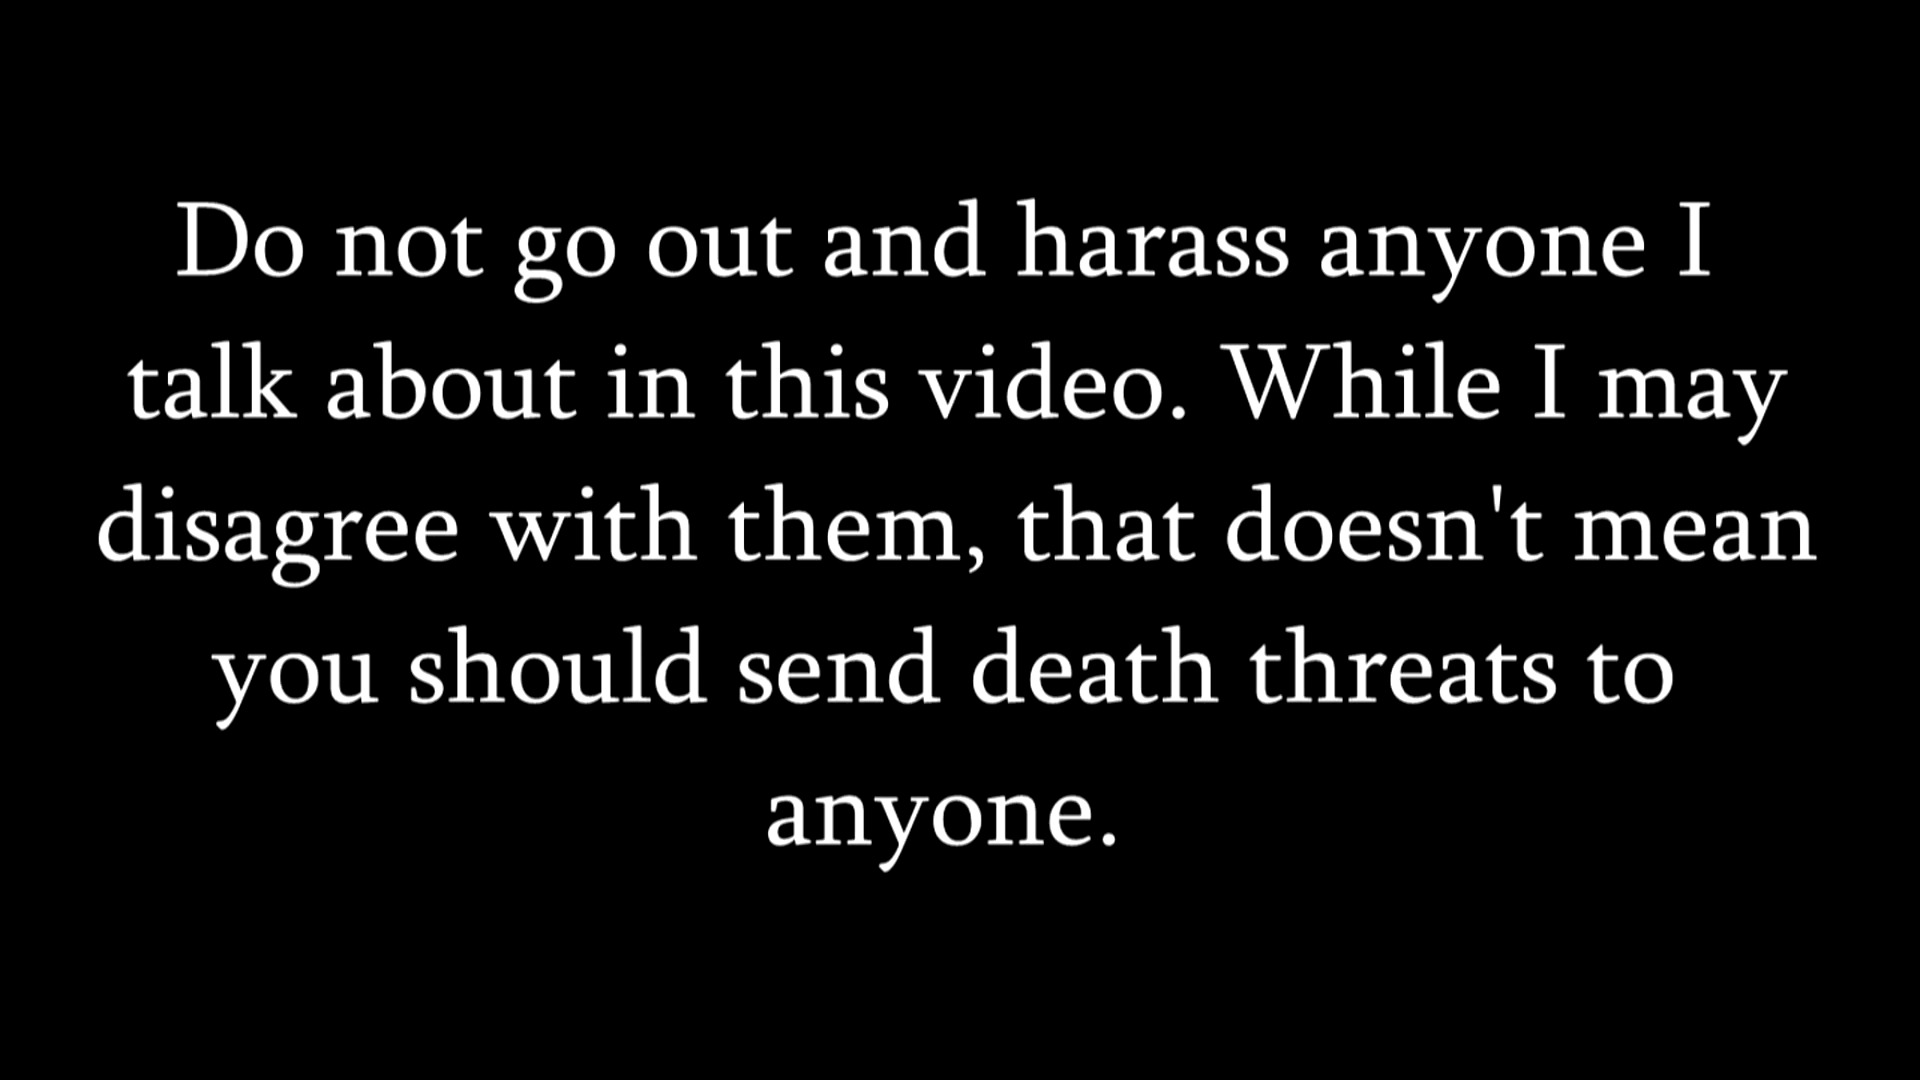 Do not go out and harass anyone I
talk about in this video. While I may
disagree with them, that doesn't mean
you should send death threats to
anyone.